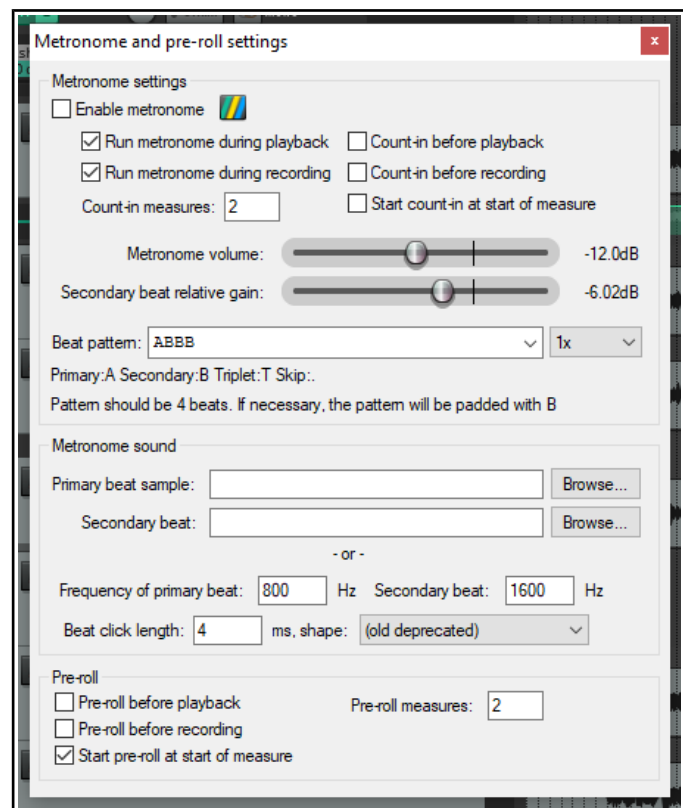 Metronome and pre-roll settings
x
Metronome settings
Enable metronome
Run metronome during playback Count-in before playback
Run metronome during recording Count-in before recording
Count-in measures: 2 Start count-in at start of measure
Metronome volume: -12.0dB
Secondary beat relative gain: -6.02dB
Beat pattern: ABBB 1x
Primary:A Secondary:B Triplet:T Skip:.
Pattern should be 4 beats. If necessary, the pattern will be padded with B
Metronome sound
Primary beat sample: Browse...
Secondary beat: Browse...
- or -
Frequency of primary beat: 800 Hz Secondary beat: 1600 Hz
Beat click length: 4 ms, shape: (old deprecated)
Pre-roll
Pre-roll before playback Pre-roll measures: 2
Pre-roll before recording
Start pre-roll at start of measure